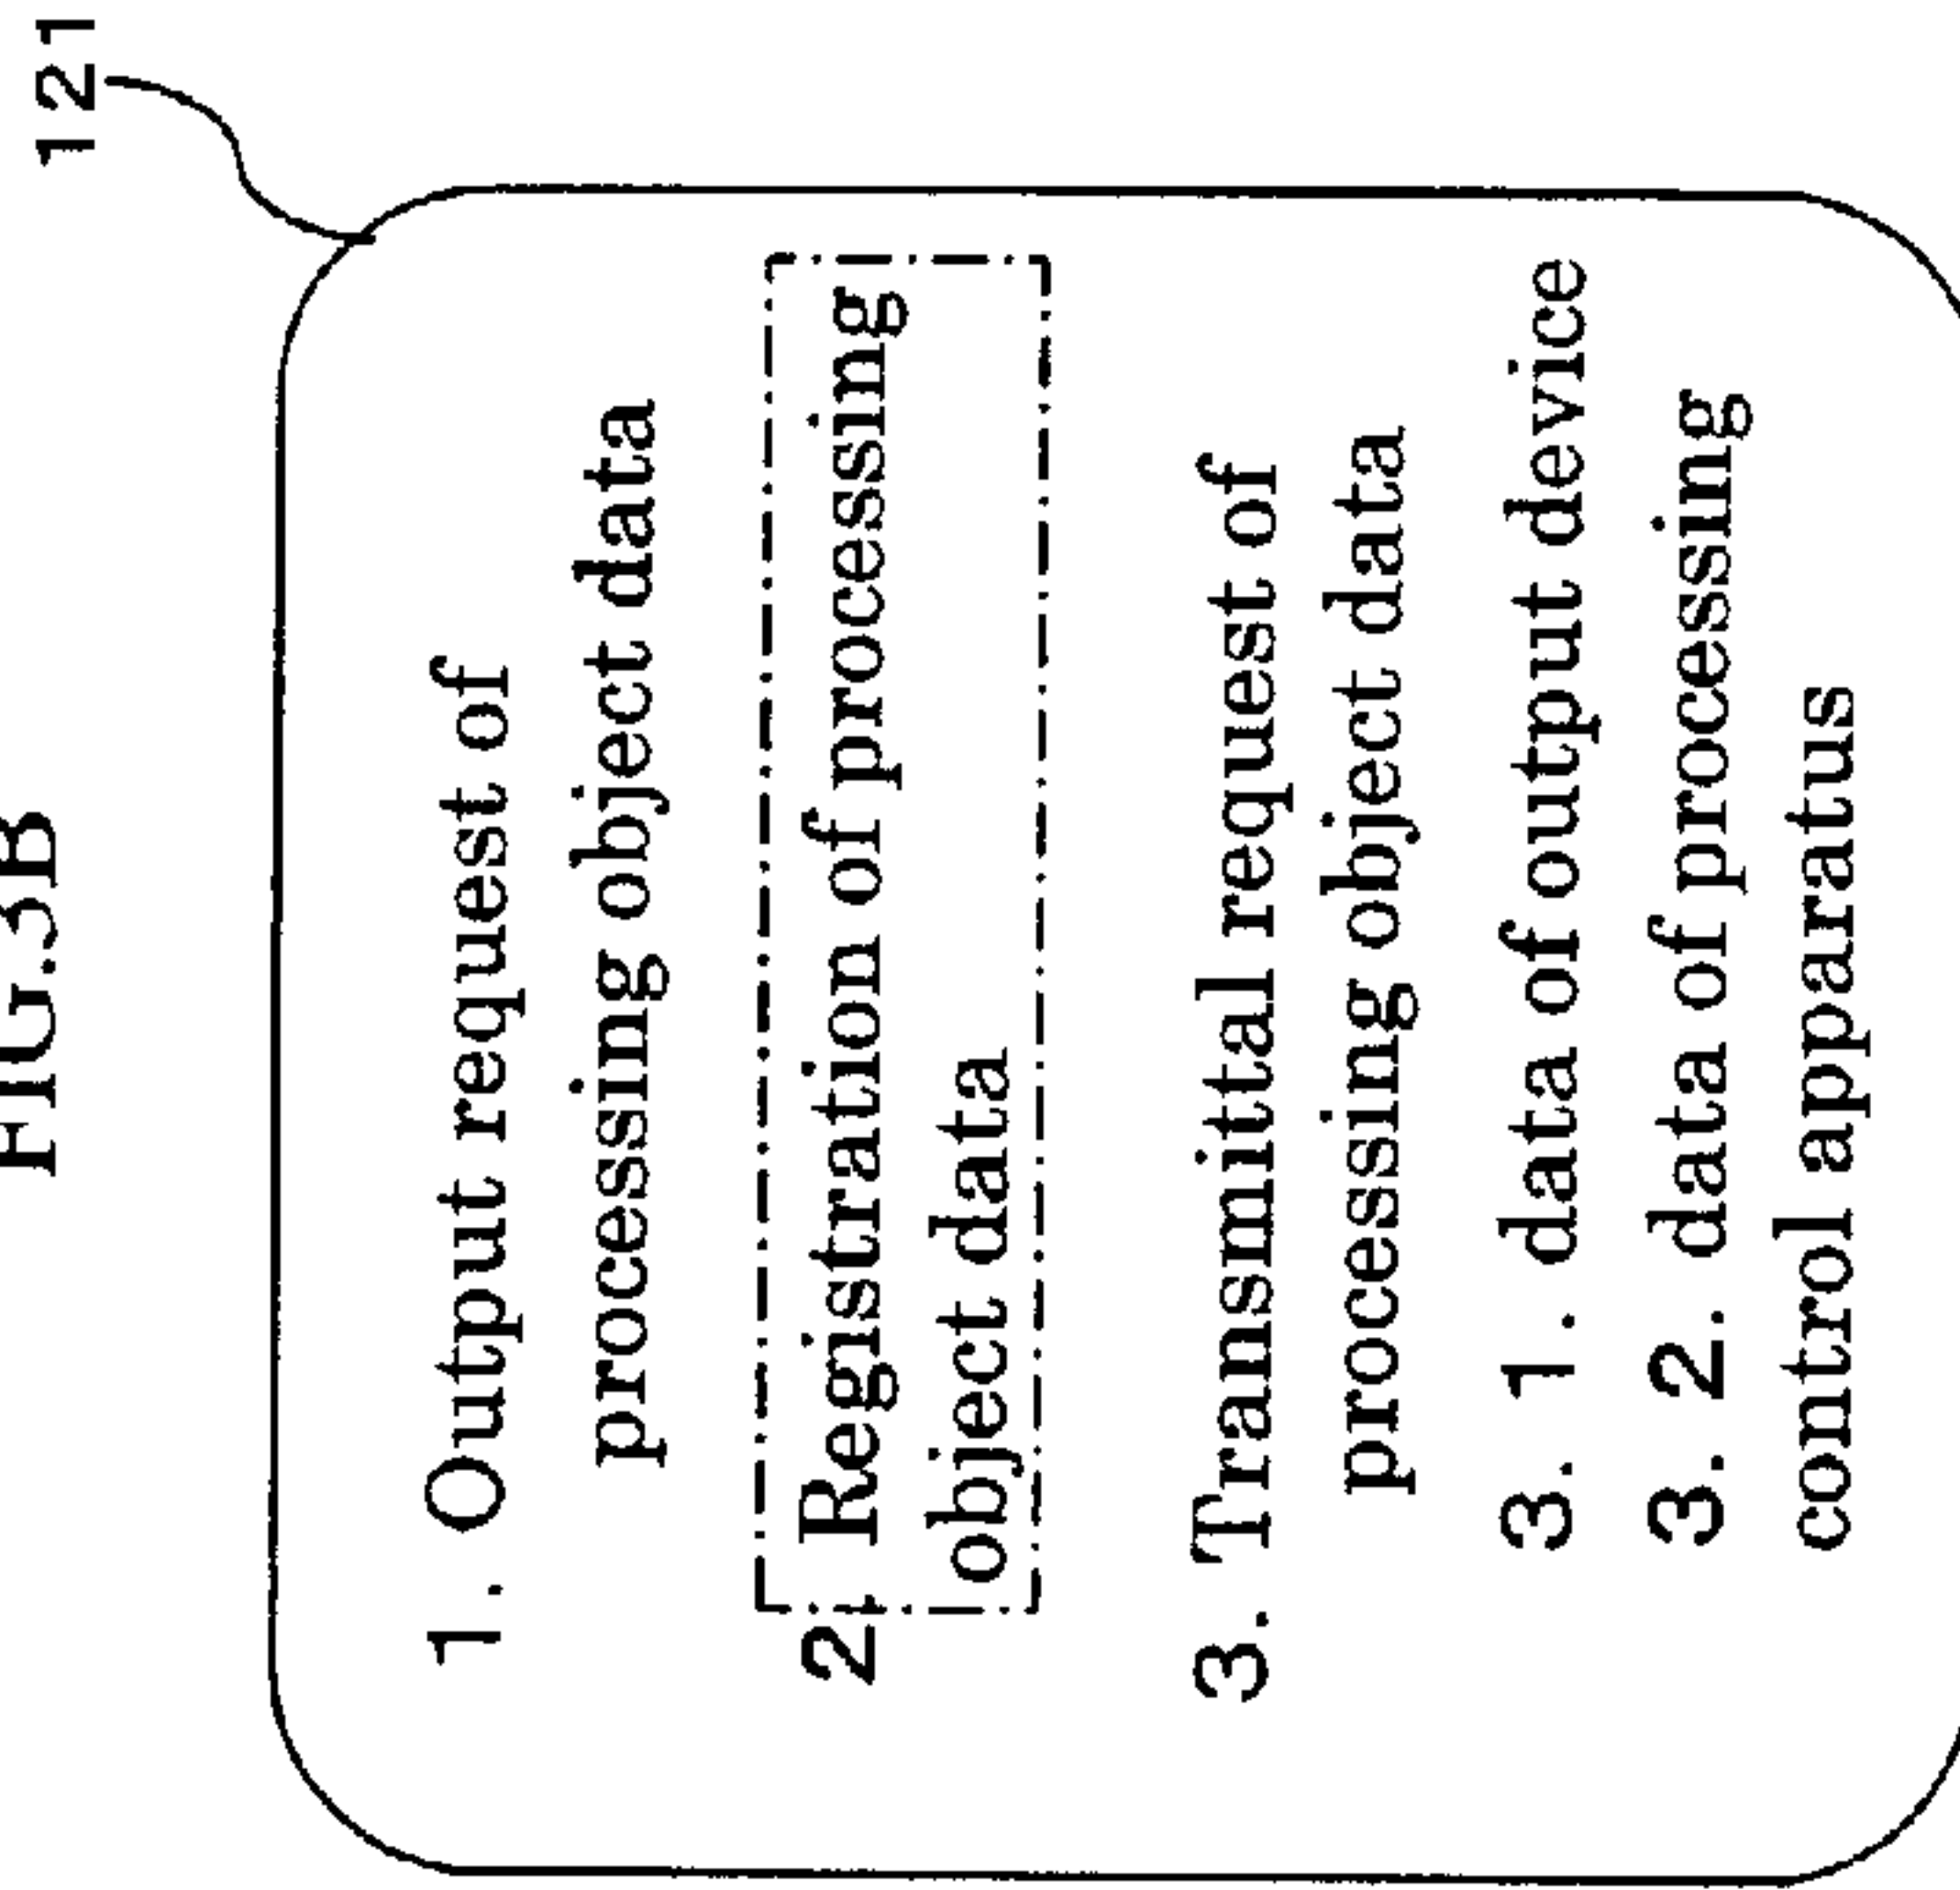 FIG.3B
121
1. Output request of
processing object data
2. Registration of processing
object data
3. Transmittal request of
processing object data
3. 1. data of output device
3. 2. data of processing
control apparatus